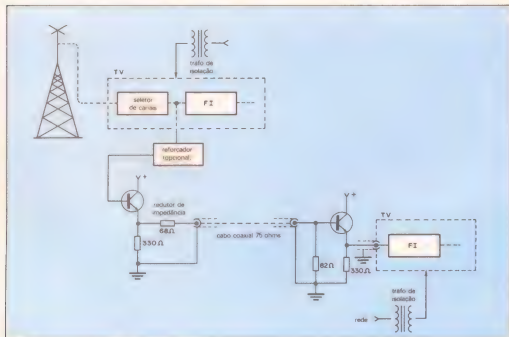 trafo de
isolação
TV
seletor
de canais
FI
reforçador
(opcional)
V+
redutor de
impedância
68Ω
330Ω
cabo coaxial 75 ohms
V+
82Ω
330Ω
TV
FI
rede
trafo de
isolação